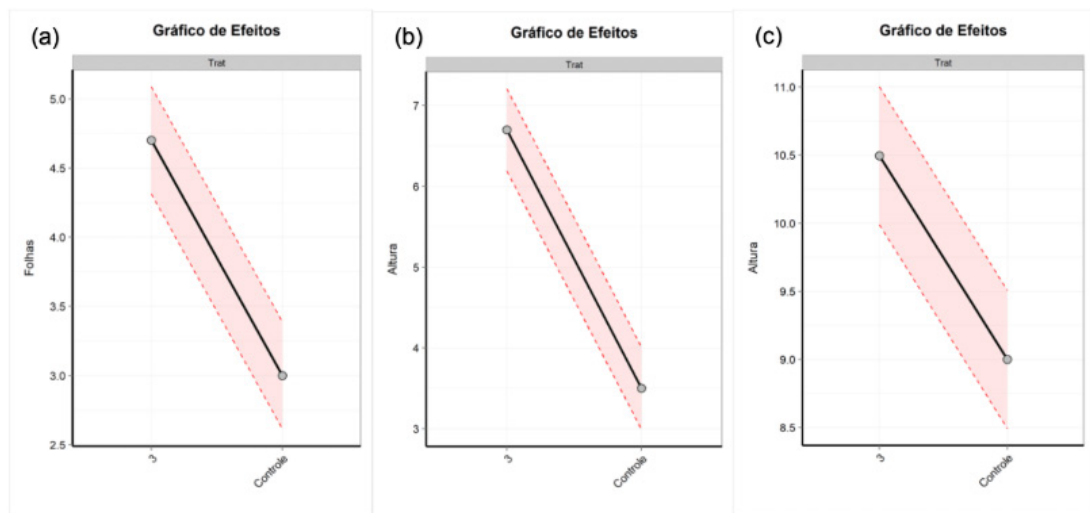 (a)
Gráfico de Efeitos
Trat
5.0
4.5
4.0
3.5
3.0
2.5
Folhas
3
Controle
(b)
Gráfico de Efeitos
Trat
7
6
5
4
3
Altura
3
Controle
(c)
Gráfico de Efeitos
Trat
11.0
10.5
10.0
9.5
9.0
8.5
Altura
3
Controle